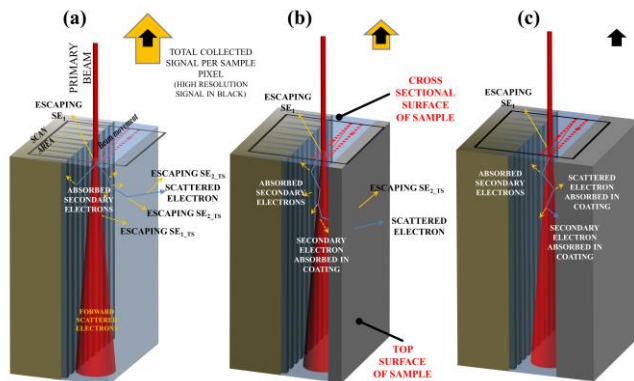 (a)
PRIMARY
BEAM
TOTAL COLLECTED
SIGNAL PER SAMPLE
PIXEL
(HIGH RESOLUTION
SIGNAL IN BLACK)
ESCAPING
SE1
SCAN
AREA
Beam movement
ABSORBED
SECONDARY
ELECTRONS
ESCAPING SE2_TS
SCATTERED
ELECTRON
ESCAPING SE2_TS
ESCAPING SE1_TS
FORWARD
SCATTERED
ELECTRONS
(b)
CROSS
SECTIONAL
SURFACE
OF SAMPLE
ESCAPING
SE1
ABSORBED
SECONDARY
ELECTRONS
ESCAPING SE2_TS
SCATTERED
ELECTRON
SECONDARY
ELECTRON
ABSORBED IN
COATING
TOP
SURFACE
OF SAMPLE
(c)
ESCAPING
SE1
ABSORBED
SECONDARY
ELECTRONS
SCATTERED
ELECTRON
ABSORBED IN
COATING
SECONDARY
ELECTRON
ABSORBED IN
COATING